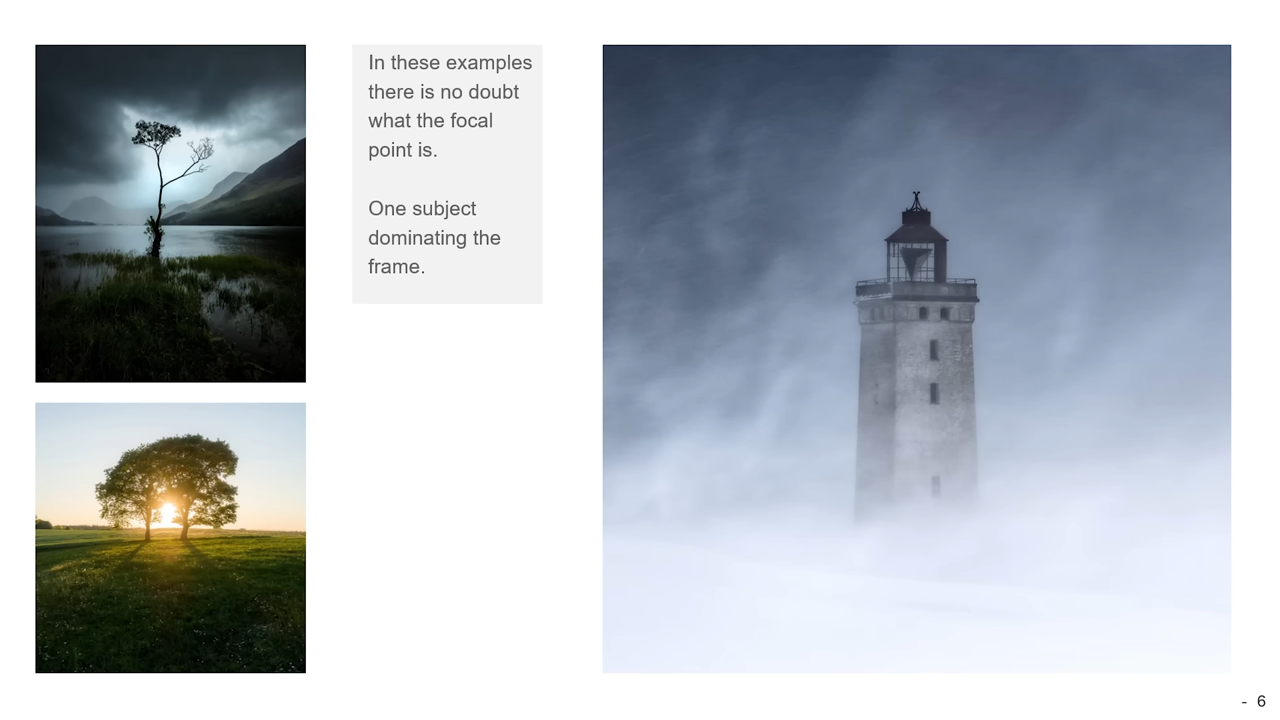 In these examples
there is no doubt
what the focal
point is.
One subject
dominating the
frame.
- 6